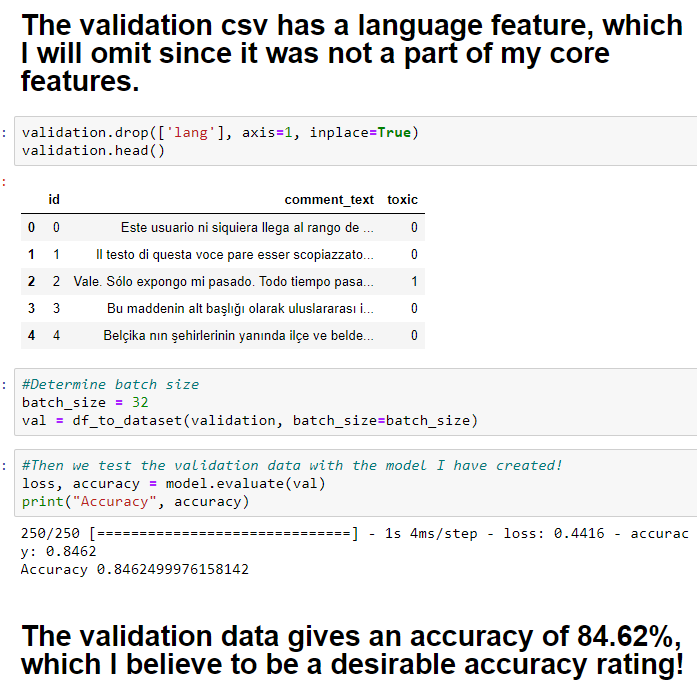 The validation csv has a language feature, which
I will omit since it was not a part of my core
features.
: validation.drop(['lang'], axis=1, inplace=True)
validation.head()
:
id comment_text toxic
0 0 Este usuario ni siquiera llega al rango de ... 0
1 1 Il testo di questa voce pare esser scopiazzato... 0
2 2 Vale. Sólo expongo mi pasado. Todo tiempo pasa... 1
3 3 Bu maddenin alt başlığı olarak uluslararası i... 0
4 4 Belçika nın şehirlerinin yanında ilçe ve belde... 0
: #Determine batch size
batch_size = 32
val = df_to_dataset(validation, batch_size=batch_size)
: #Then we test the validation data with the model I have created!
loss, accuracy = model.evaluate(val)
print("Accuracy", accuracy)
250/250 [==============================] - 1s 4ms/step - loss: 0.4416 - accurac
y: 0.8462
Accuracy 0.8462499976158142
The validation data gives an accuracy of 84.62%,
which I believe to be a desirable accuracy rating!